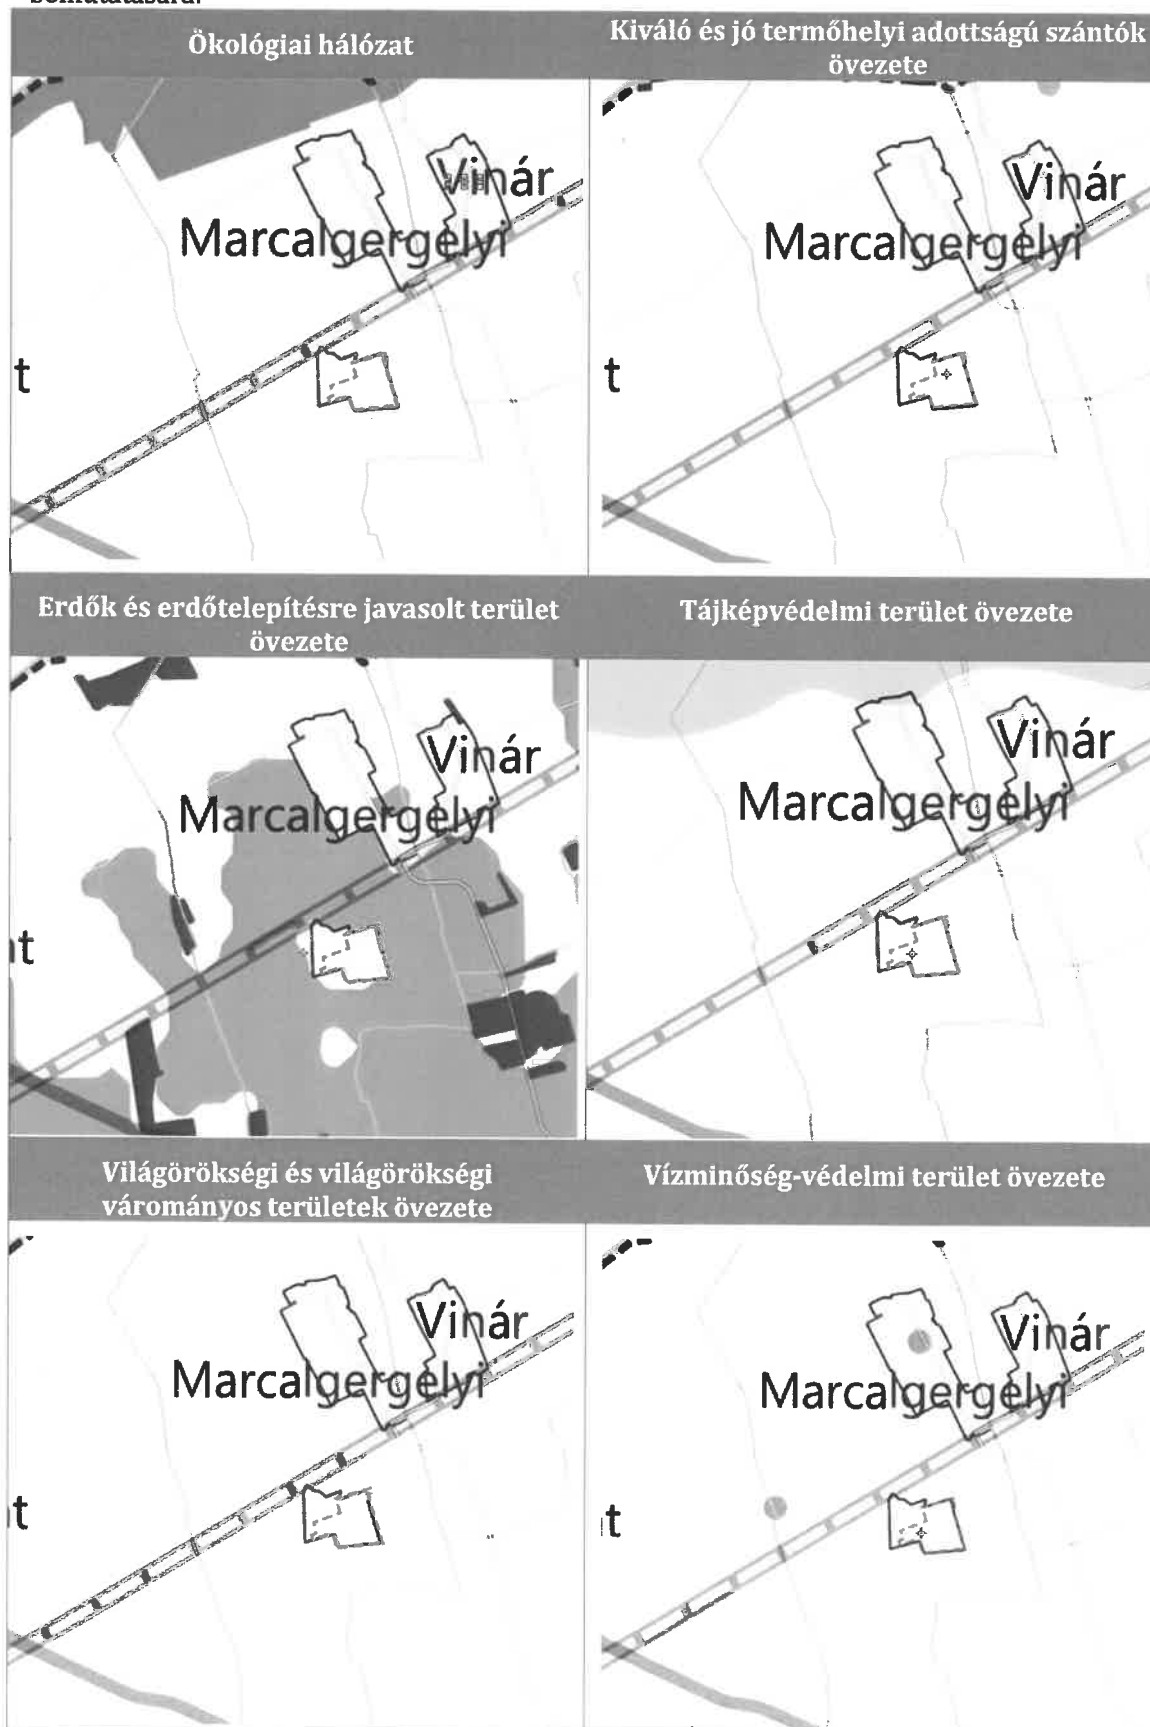 Ökológiai hálózat
Kiváló és jó termőhelyi adottságú szántók
övezete
Vinár
Marcalgergelyi
t
Vinár
Marcalgergelyi
t
Erdők és erdőtelepítésre javasolt terület
övezete
Tájképvédelmi terület övezete
Vinár
Marcalgergelyi
t
Vinár
Marcalgergelyi
Világörökségi és világörökségi
várományos területek övezete
Vízminőség-védelmi terület övezete
Vinár
Marcalgergelyi
t
Vinár
Marcalgergelyi
t